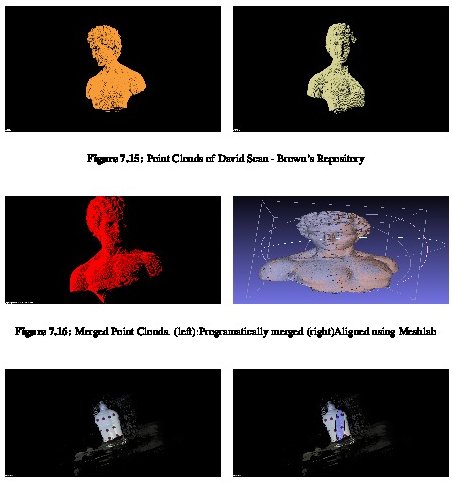 Figure 7.15: Point Clouds of David Scan - Brown's Repository
Figure 7.16: Merged Point Clouds. (left):Programatically merged (right)Aligned using Meshlab